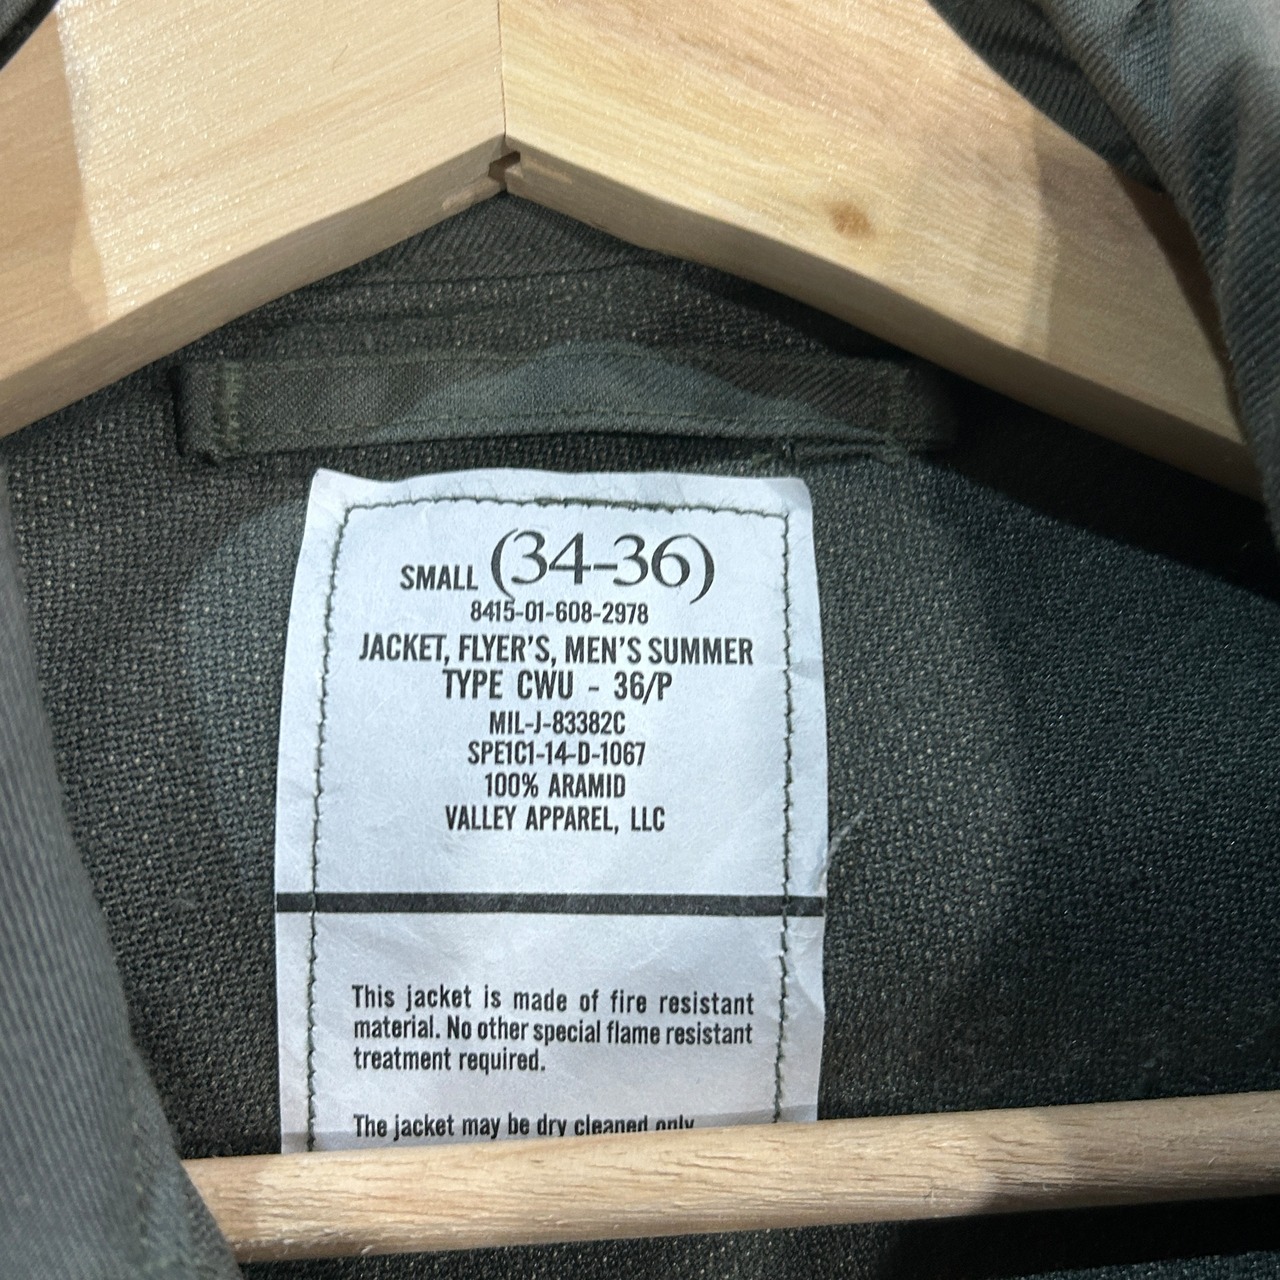 SMALL (34-36)
8415-01-608-2978
JACKET, FLYER'S, MEN'S SUMMER
TYPE CWU - 36/P
MIL-J-83382C
SPE1C1-14-D-1067
100% ARAMID
VALLEY APPAREL, LLC
This jacket is made of fire resistant
material. No other special flame resistant
treatment required.
The jacket may be dry cleaned only